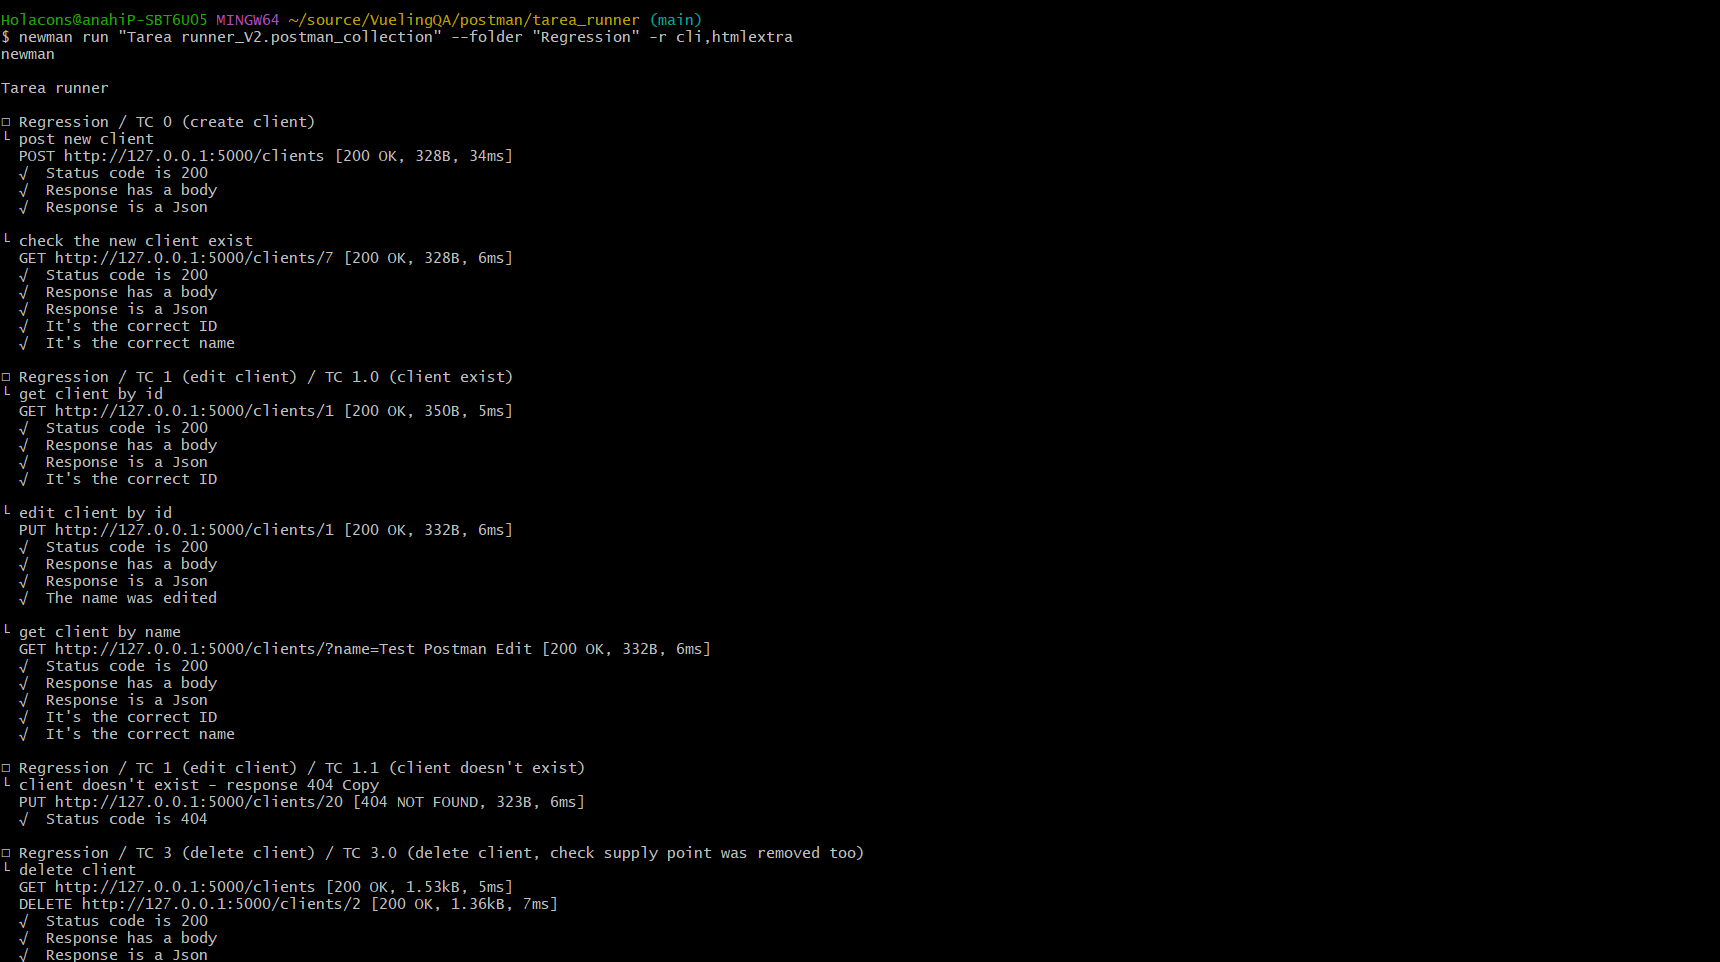 Holacons@anahiP-SBT6UO5 MINGW64 ~/source/VuelingQA/postman/tarea_runner (main)
$ newman run "Tarea runner_V2.postman_collection" --folder "Regression" -r cli,htmlextra
newman
Tarea runner
□ Regression / TC 0 (create client)
└ post new client
POST http://127.0.0.1:5000/clients [200 OK, 328B, 34ms]
√ Status code is 200
√ Response has a body
√ Response is a Json
└ check the new client exist
GET http://127.0.0.1:5000/clients/7 [200 OK, 328B, 6ms]
√ Status code is 200
√ Response has a body
√ Response is a Json
√ It's the correct ID
√ It's the correct name
□ Regression / TC 1 (edit client) / TC 1.0 (client exist)
└ get client by id
GET http://127.0.0.1:5000/clients/1 [200 OK, 350B, 5ms]
√ Status code is 200
√ Response has a body
√ Response is a Json
√ It's the correct ID
└ edit client by id
PUT http://127.0.0.1:5000/clients/1 [200 OK, 332B, 6ms]
√ Status code is 200
√ Response has a body
√ Response is a Json
√ The name was edited
└ get client by name
GET http://127.0.0.1:5000/clients/?name=Test Postman Edit [200 OK, 332B, 6ms]
√ Status code is 200
√ Response has a body
√ Response is a Json
√ It's the correct ID
√ It's the correct name
□ Regression / TC 1 (edit client) / TC 1.1 (client doesn't exist)
└ client doesn't exist - response 404 Copy
PUT http://127.0.0.1:5000/clients/20 [404 NOT FOUND, 323B, 6ms]
√ Status code is 404
□ Regression / TC 3 (delete client) / TC 3.0 (delete client, check supply point was removed too)
└ delete client
GET http://127.0.0.1:5000/clients [200 OK, 1.53kB, 5ms]
DELETE http://127.0.0.1:5000/clients/2 [200 OK, 1.36kB, 7ms]
√ Status code is 200
√ Response has a body
√ Response is a Json